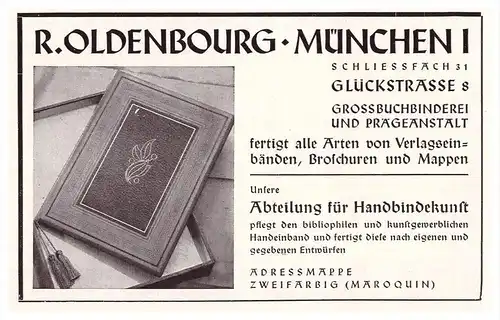 R. OLDENBOURG · MÜNCHEN I
SCHLIESSFACH 31
GLÜCKSTRASSE 8
GROSSBUCHBINDEREI
UND PRÄGEANSTALT
fertigt alle Arten von Verlagsein=
bänden, Broſchuren und Mappen
Unſere
Abteilung für Handbindekunſt
pflegt den bibliophilen und kunſtgewerblichen
Handeinband und fertigt dieſe nach eigenen und
gegebenen Entwürfen
ADRESSMAPPE
ZWEIFARBIG (MAROQUIN)